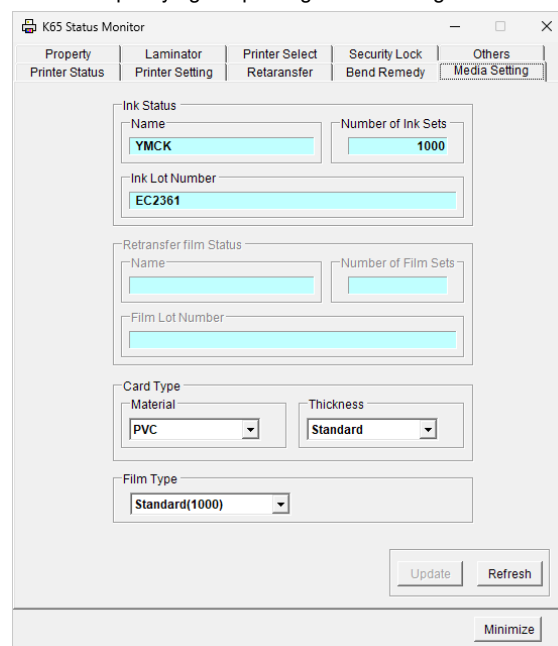 K65 Status Monitor
Property Laminator Printer Select Security Lock Others
Printer Status Printer Setting Retaransfer Bend Remedy Media Setting
Ink Status
Name Number of Ink Sets
YMCK 1000
Ink Lot Number
EC2361
Retransfer film Status
Name Number of Film Sets
Film Lot Number
Card Type
Material Thickness
PVC Standard
Film Type
Standard(1000)
Update Refresh
Minimize